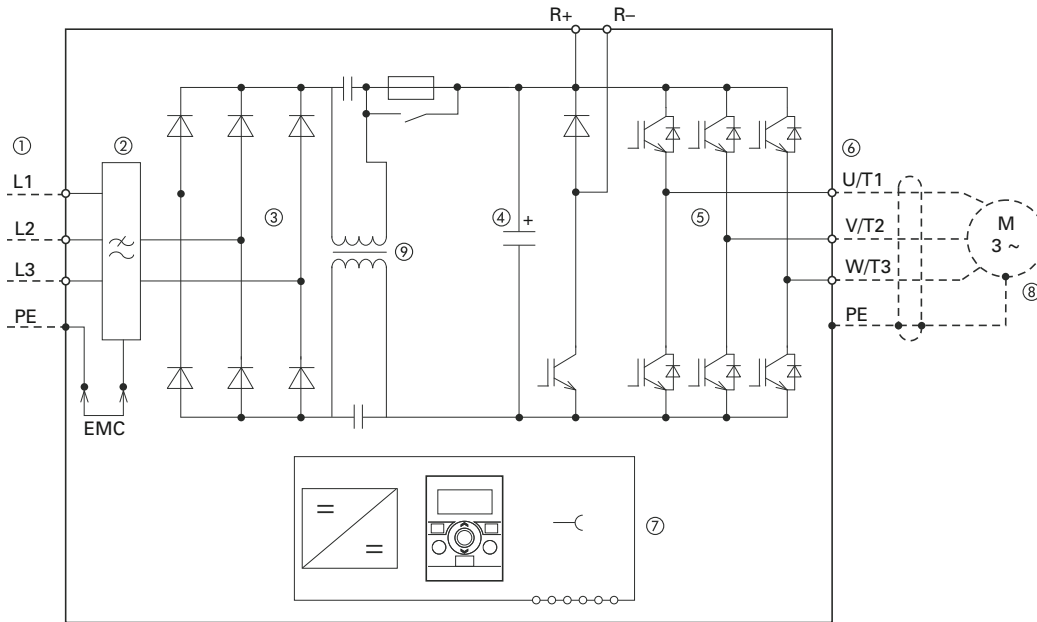 R+ R–
① ② ⑥
L1 U/T1
③ ④ + ⑤
L2 V/T2 M
⑨ 3 ~
L3 W/T3
⑧
PE PE
EMC
⑦